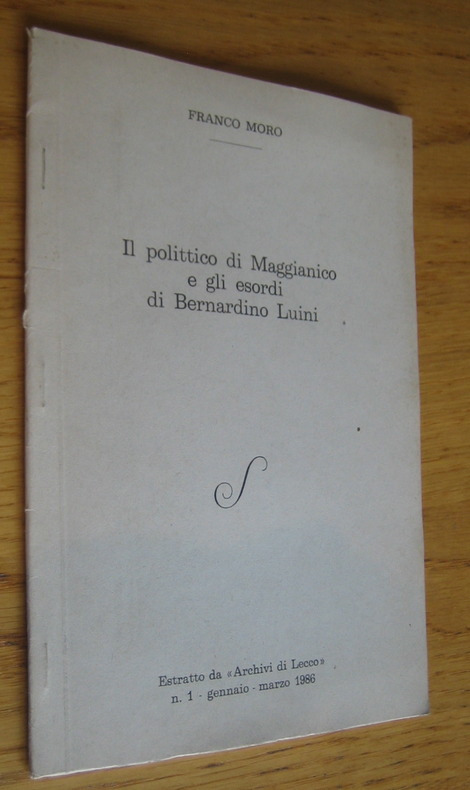 FRANCO MORO
Il polittico di Maggianico
e gli esordi
di Bernardino Luini
Estratto da «Archivi di Lecco»
n. 1 - gennaio - marzo 1986